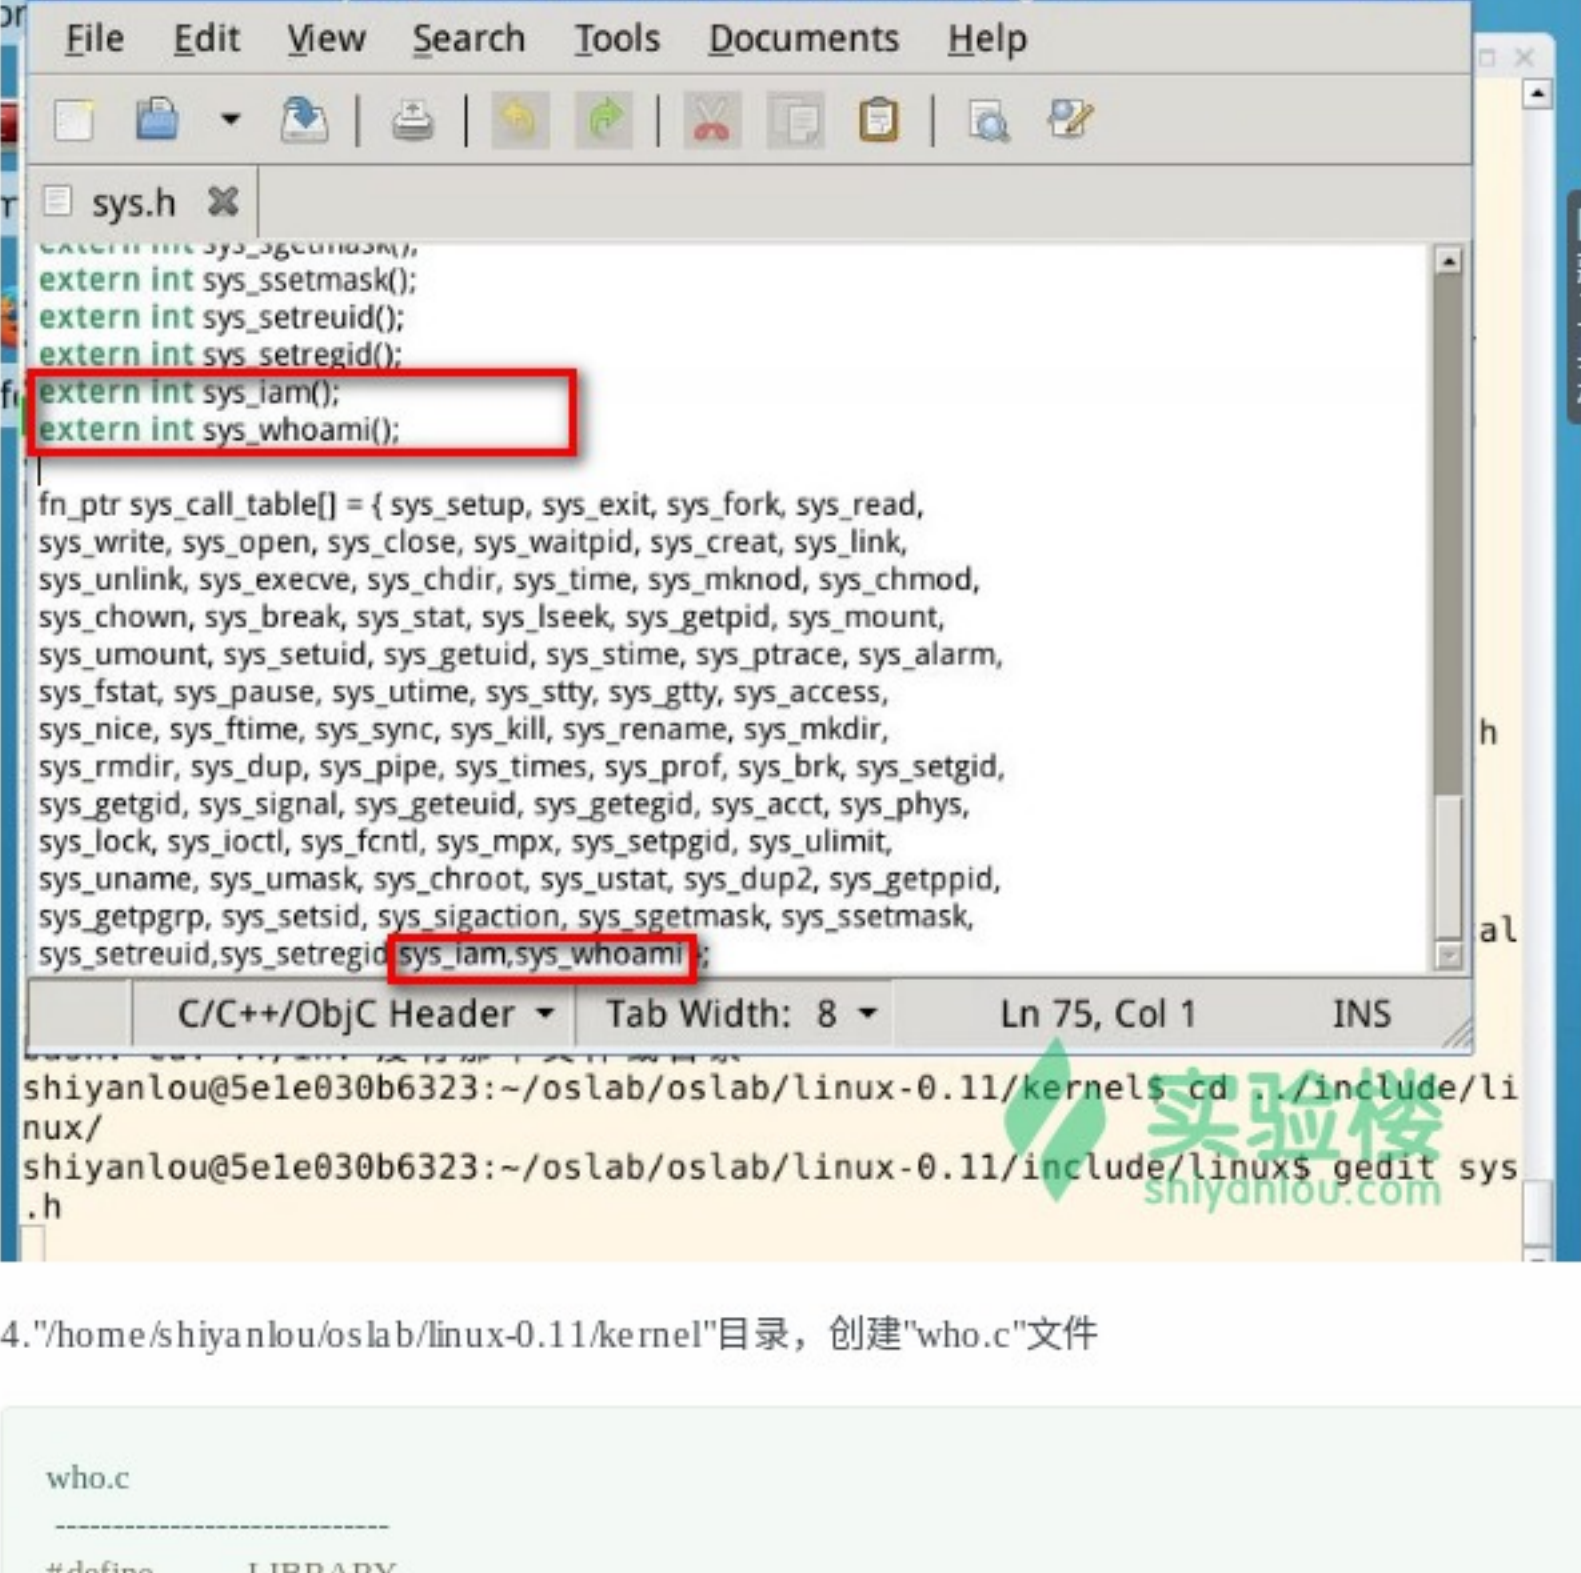 File Edit View Search Tools Documents Help
sys.h
extern int sys_sgetmask();
extern int sys_ssetmask();
extern int sys_setreuid();
extern int sys_setregid();
extern int sys_iam();
extern int sys_whoami();
fn_ptr sys_call_table[] = { sys_setup, sys_exit, sys_fork, sys_read,
sys_write, sys_open, sys_close, sys_waitpid, sys_creat, sys_link,
sys_unlink, sys_execve, sys_chdir, sys_time, sys_mknod, sys_chmod,
sys_chown, sys_break, sys_stat, sys_lseek, sys_getpid, sys_mount,
sys_umount, sys_setuid, sys_getuid, sys_stime, sys_ptrace, sys_alarm,
sys_fstat, sys_pause, sys_utime, sys_stty, sys_gtty, sys_access,
sys_nice, sys_ftime, sys_sync, sys_kill, sys_rename, sys_mkdir,
sys_rmdir, sys_dup, sys_pipe, sys_times, sys_prof, sys_brk, sys_setgid,
sys_getgid, sys_signal, sys_geteuid, sys_getegid, sys_acct, sys_phys,
sys_lock, sys_ioctl, sys_fcntl, sys_mpx, sys_setpgid, sys_ulimit,
sys_uname, sys_umask, sys_chroot, sys_ustat, sys_dup2, sys_getppid,
sys_getpgrp, sys_setsid, sys_sigaction, sys_sgetmask, sys_ssetmask,
sys_setreuid,sys_setregid sys_iam,sys_whoami ;
h
al
C/C++/ObjC Header Tab Width: 8 Ln 75, Col 1 INS
shiyanlou@5e1e030b6323:~/oslab/oslab/linux-0.11/kernel$ cd ../include/li
nux/
shiyanlou@5e1e030b6323:~/oslab/oslab/linux-0.11/include/linux$ gedit sys
.h
实验楼
shiyanlou.com
4."/home/shiyanlou/oslab/linux-0.11/kernel"目录，创建"who.c"文件
who.c
-----------------------------
#define LIBRARY